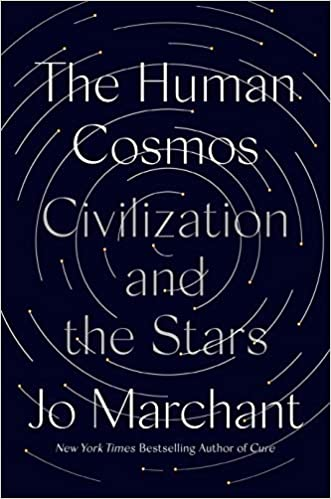 The Human
Cosmos
Civilization
and
the Stars
Jo Marchant
New York Times Bestselling Author of Cure